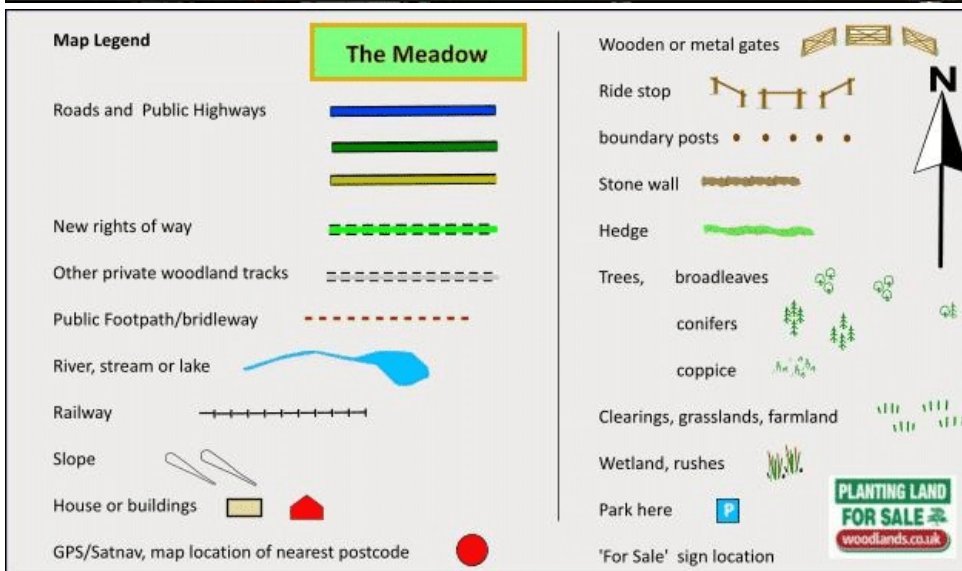 Map Legend
The Meadow
Roads and Public Highways
New rights of way
Other private woodland tracks
Public Footpath/bridleway
River, stream or lake
Railway
Slope
House or buildings
GPS/Satnav, map location of nearest postcode
Wooden or metal gates
Ride stop
boundary posts
Stone wall
Hedge
Trees, broadleaves
conifers
coppice
Clearings, grasslands, farmland
Wetland, rushes
Park here
P
'For Sale' sign location
N
PLANTING LAND
FOR SALE
woodlands.co.uk